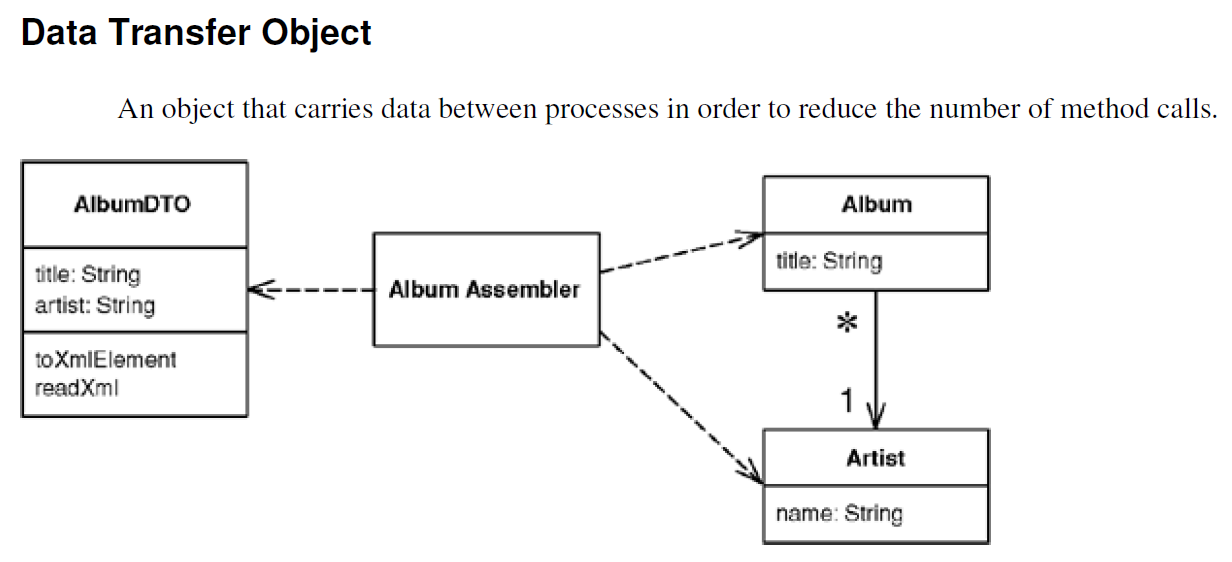 Data Transfer Object
An object that carries data between processes in order to reduce the number of method calls.
AlbumDTO
title: String
artist: String
toXmlElement
readXml
Album Assembler
Album
title: String
*
1
Artist
name: String